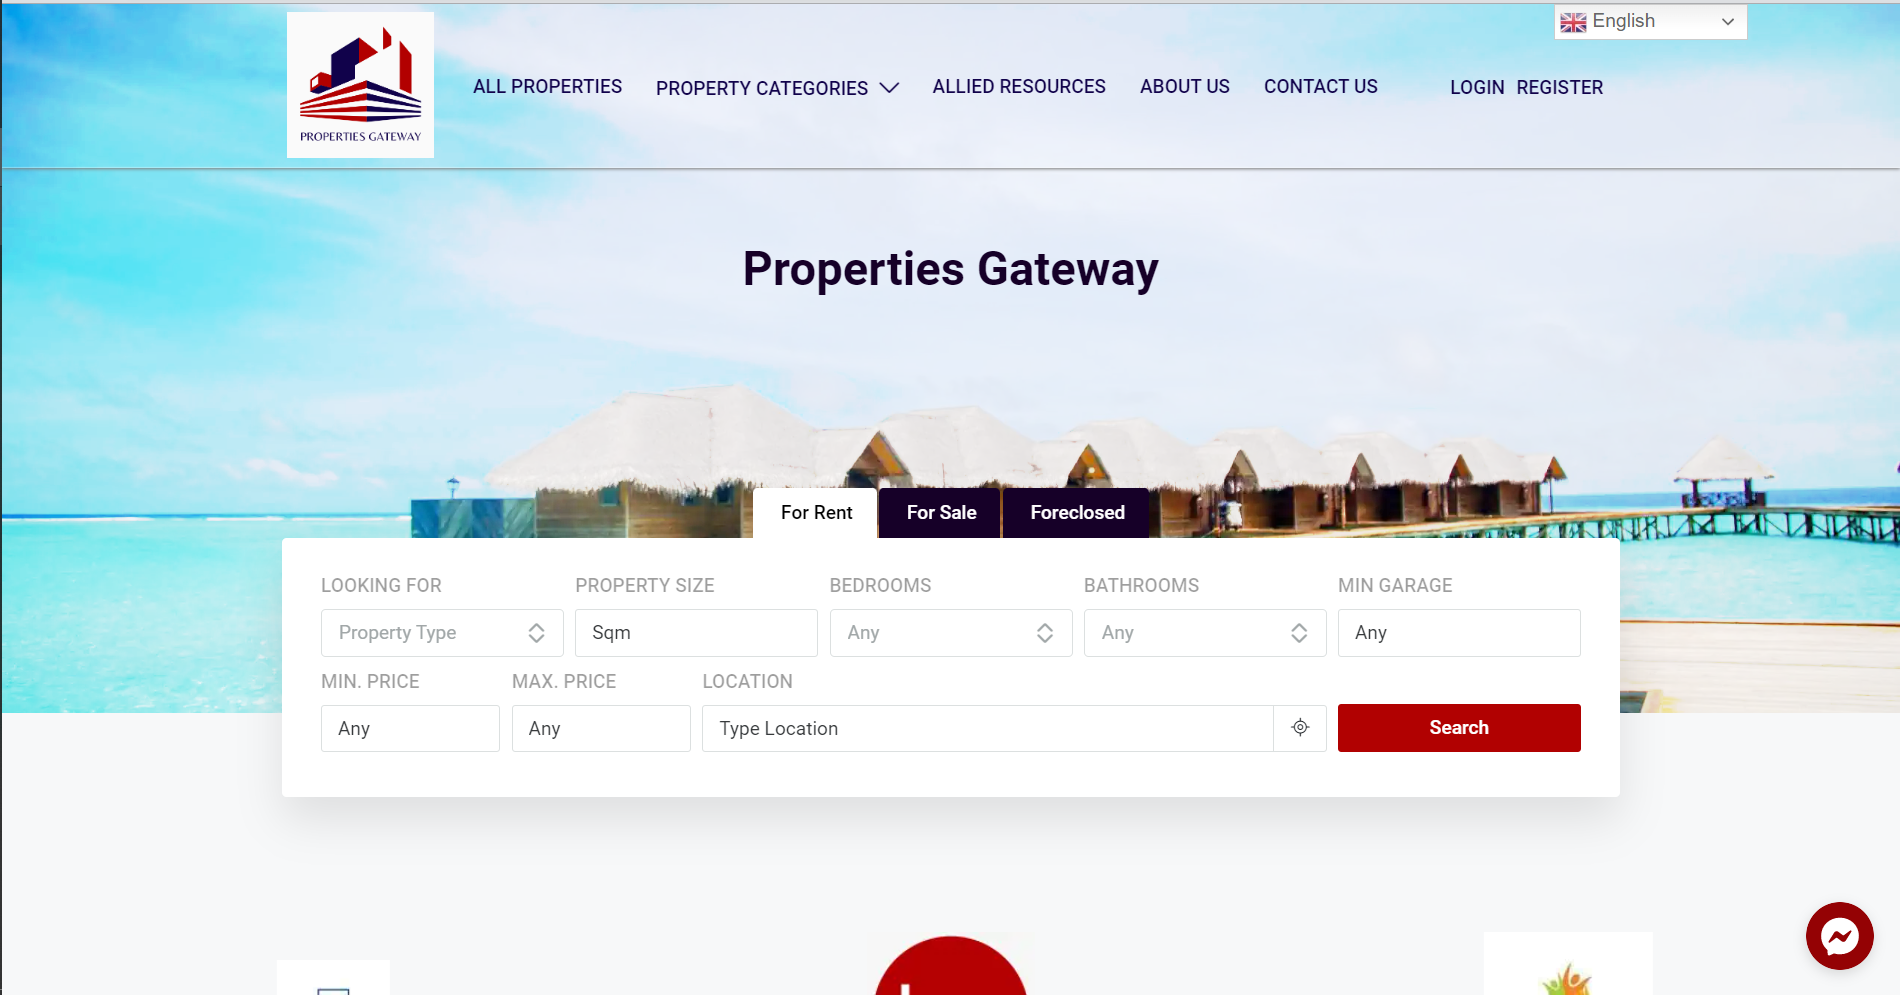 English
PROPERTIES GATEWAY
ALL PROPERTIES
PROPERTY CATEGORIES
ALLIED RESOURCES
ABOUT US
CONTACT US
LOGIN
REGISTER
Properties Gateway
For Rent
For Sale
Foreclosed
LOOKING FOR
PROPERTY SIZE
BEDROOMS
BATHROOMS
MIN GARAGE
Property Type
Sqm
Any
Any
Any
MIN. PRICE
MAX. PRICE
LOCATION
Any
Any
Type Location
Search